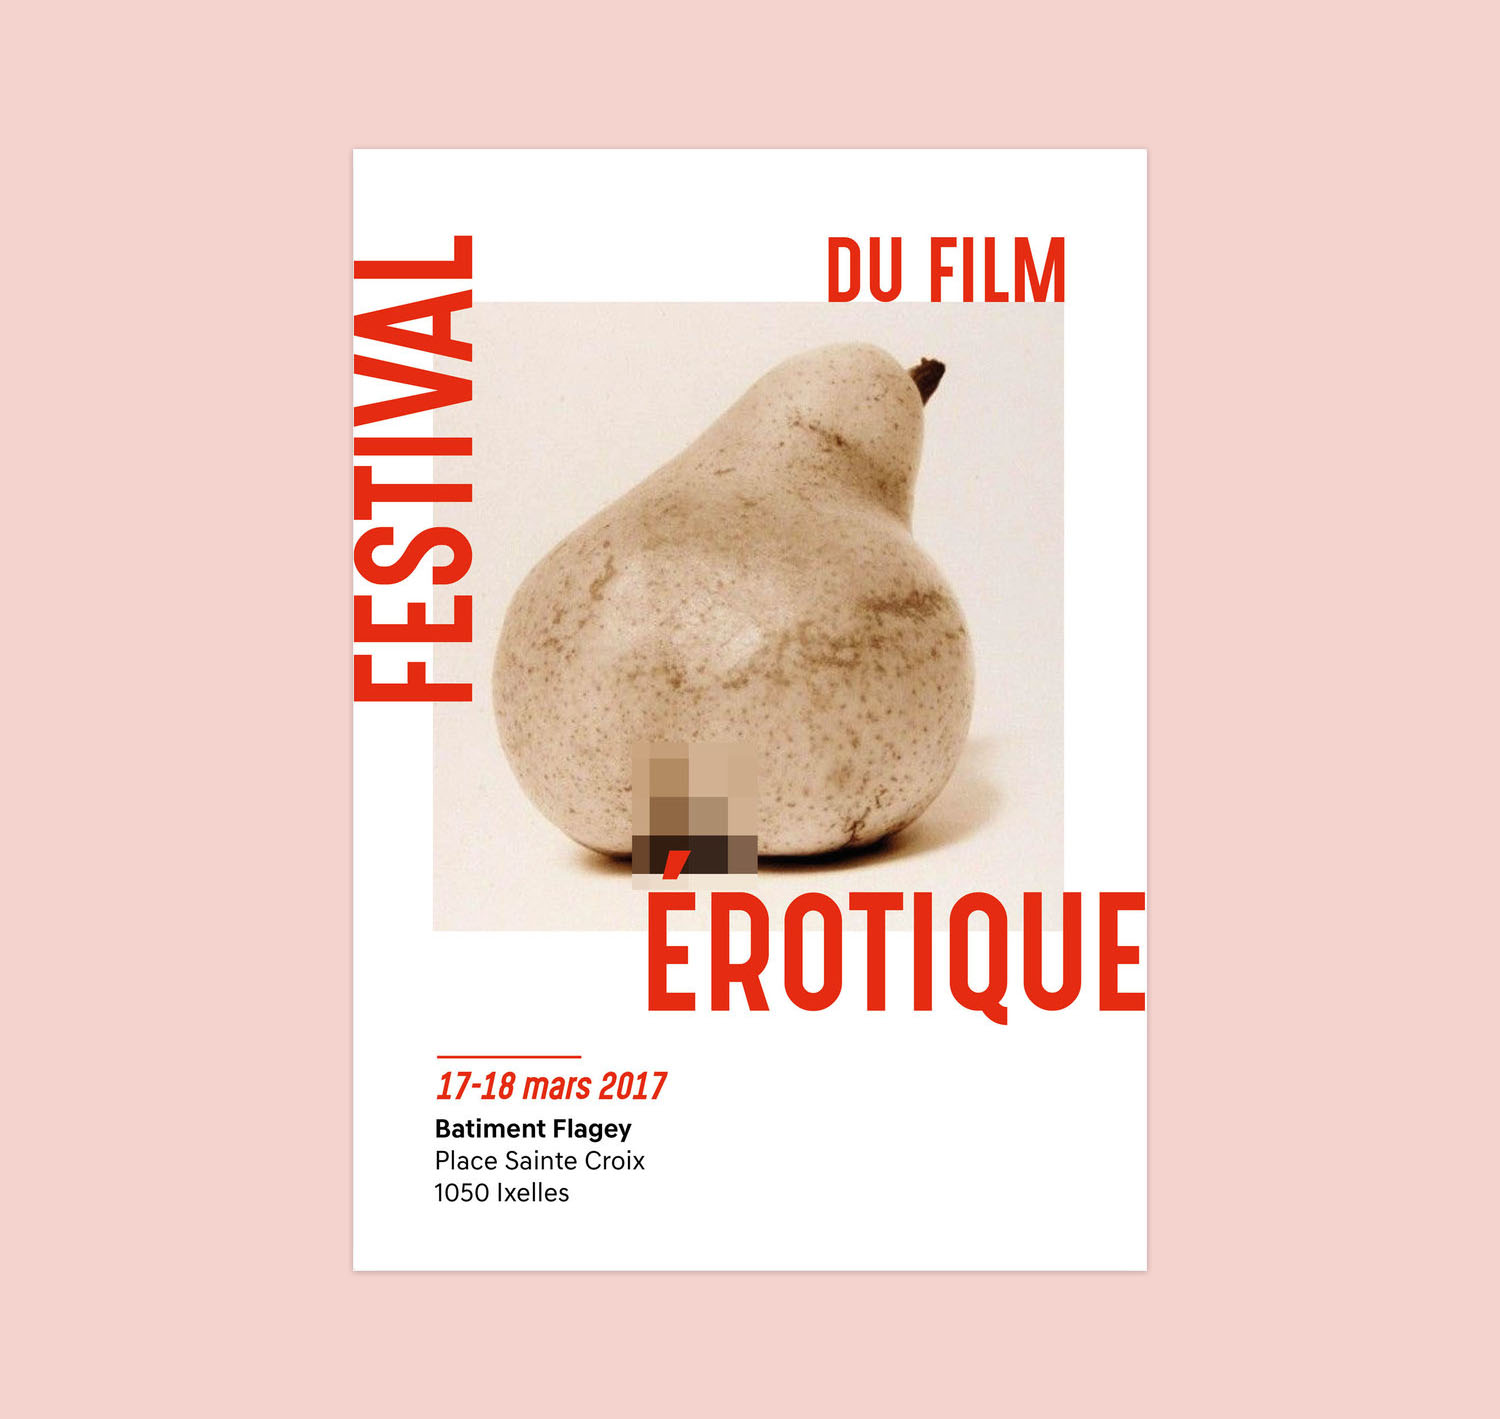 FESTIVAL
DU FILM
ÉROTIQUE
17-18 mars 2017
Batiment Flagey
Place Sainte Croix
1050 Ixelles